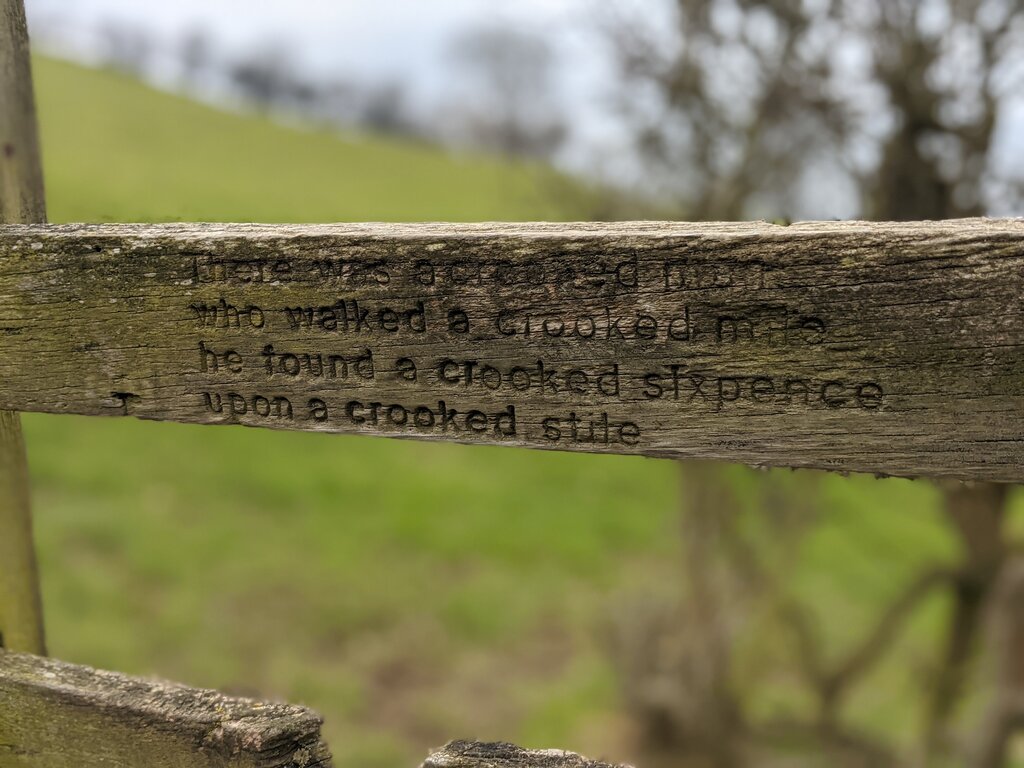 There was a crooked man
who walked a crooked mile
he found a crooked sixpence
upon a crooked stile